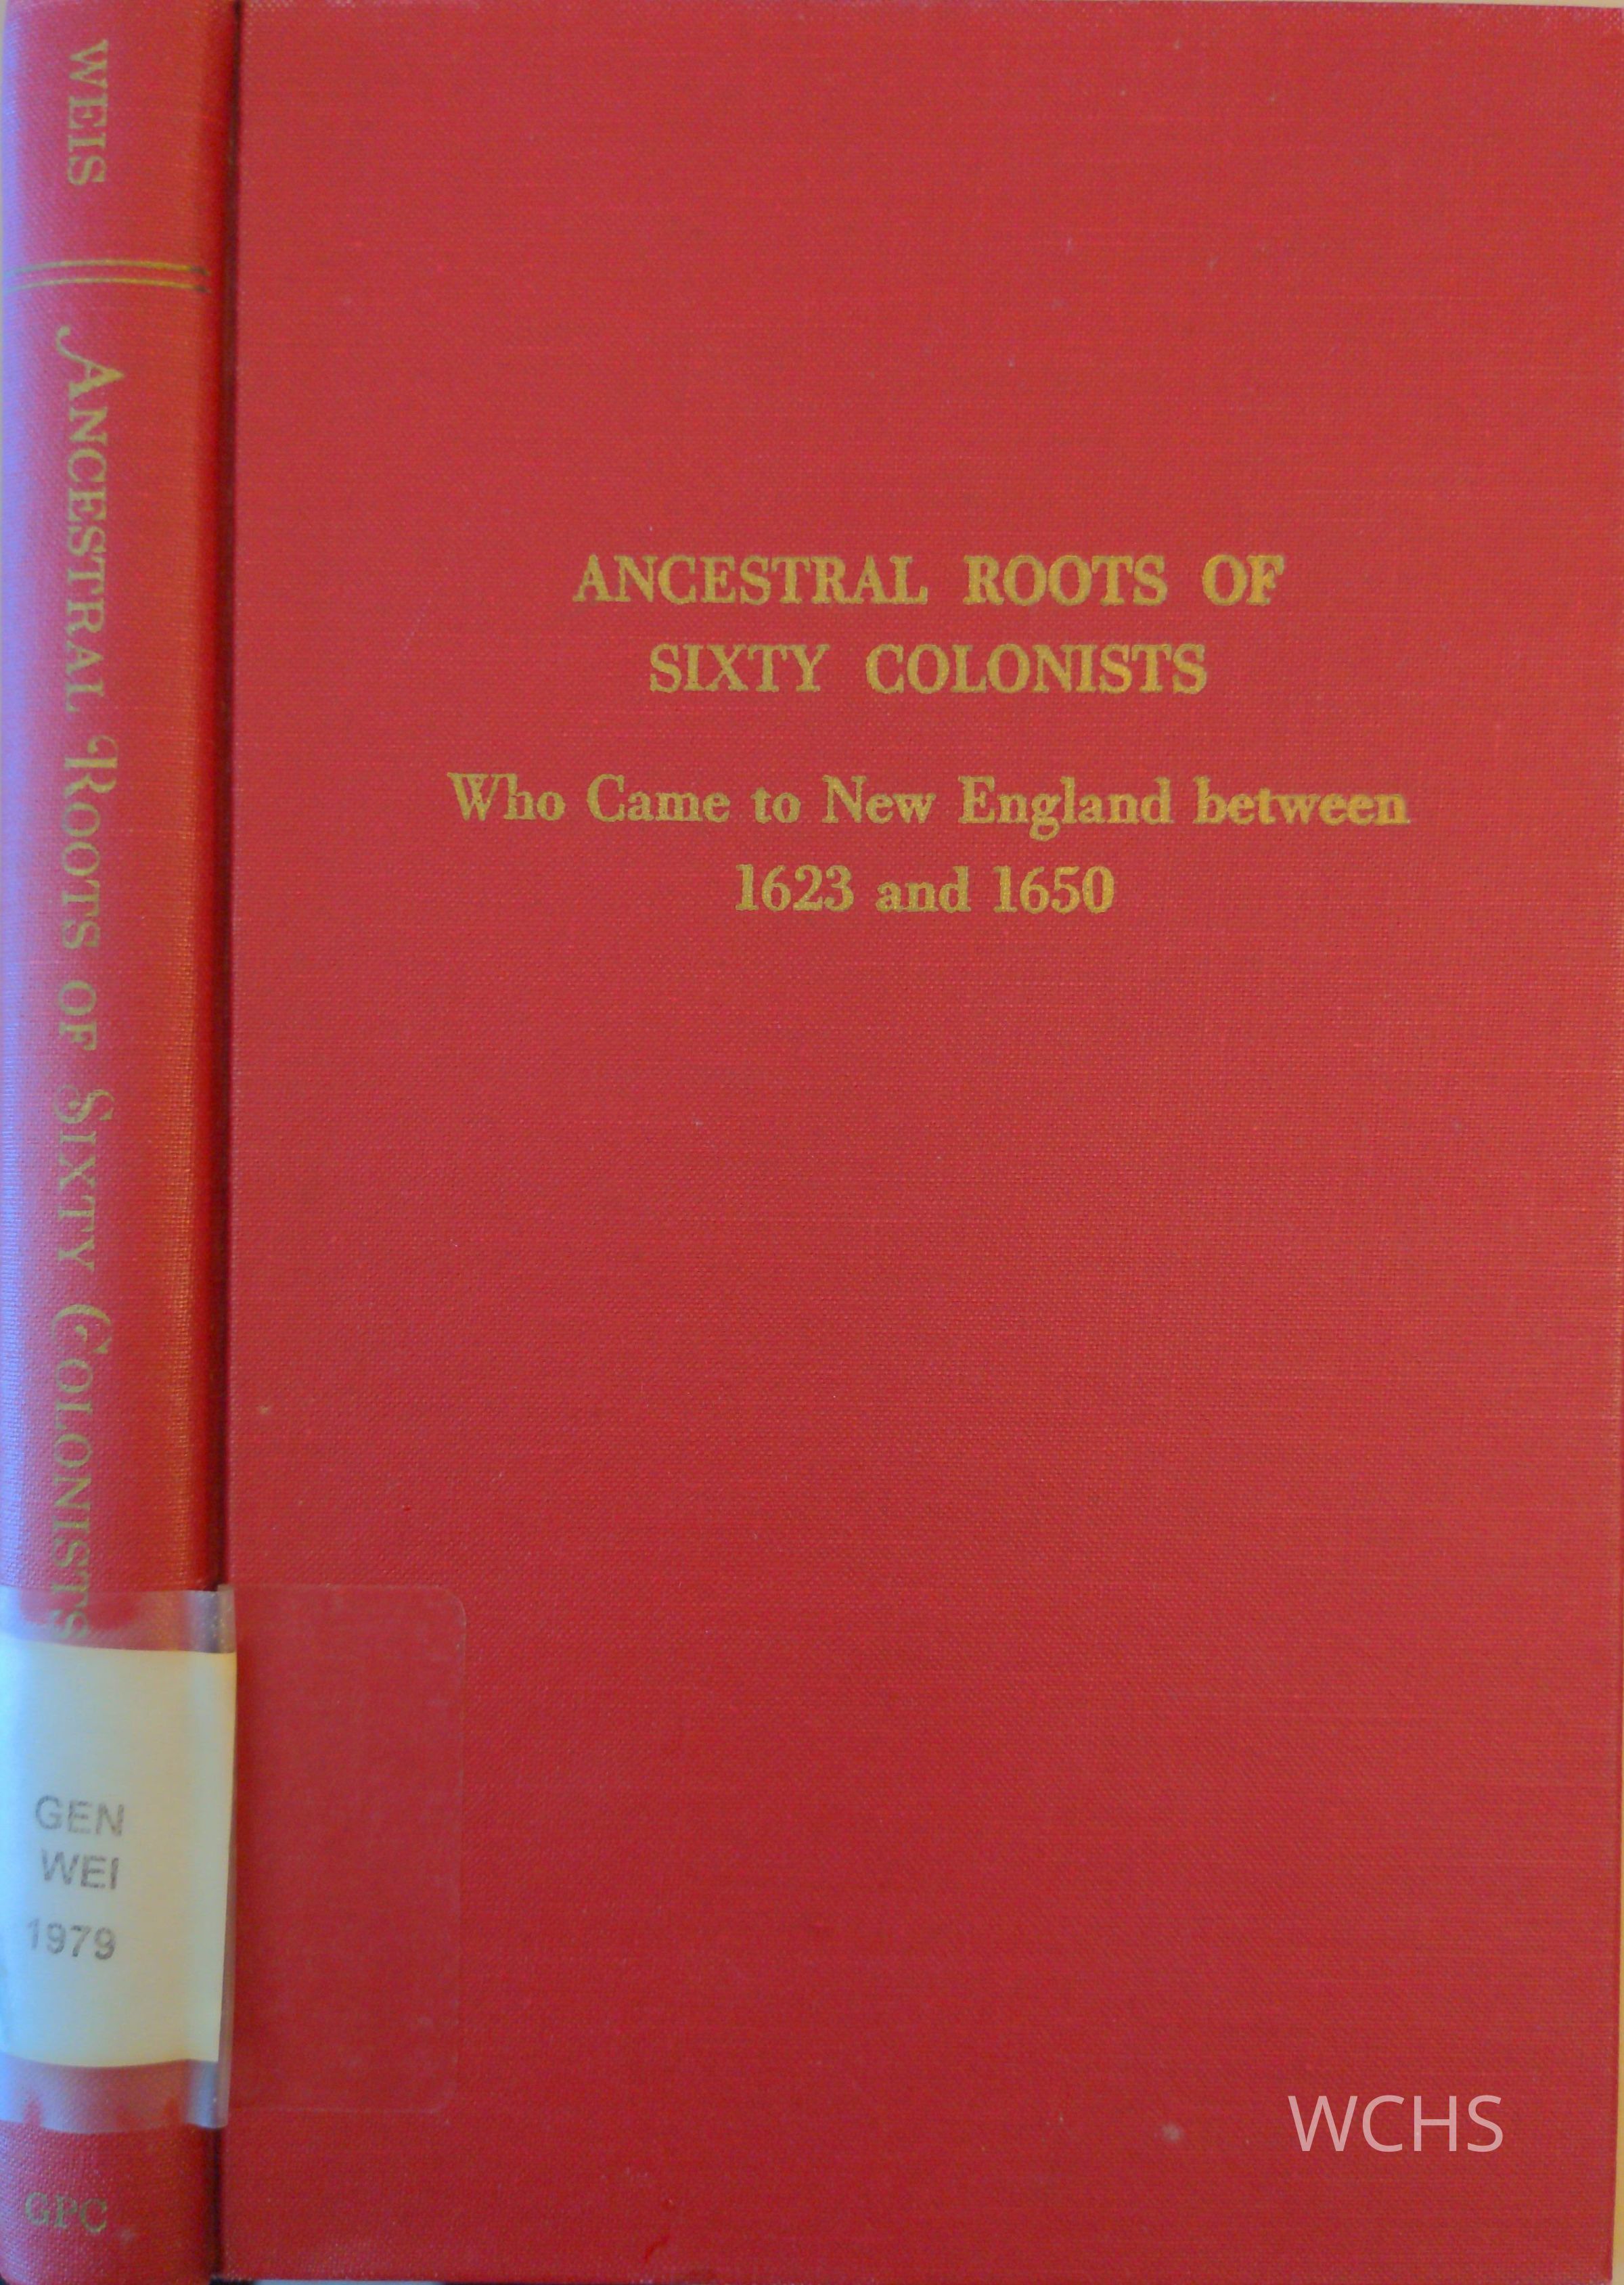 WEIS
ANCESTRAL ROOTS OF SIXTY COLONISTS
GEN
WEI
1979
GPC
ANCESTRAL ROOTS OF
SIXTY COLONISTS
Who Came to New England between
1623 and 1650
WCHS